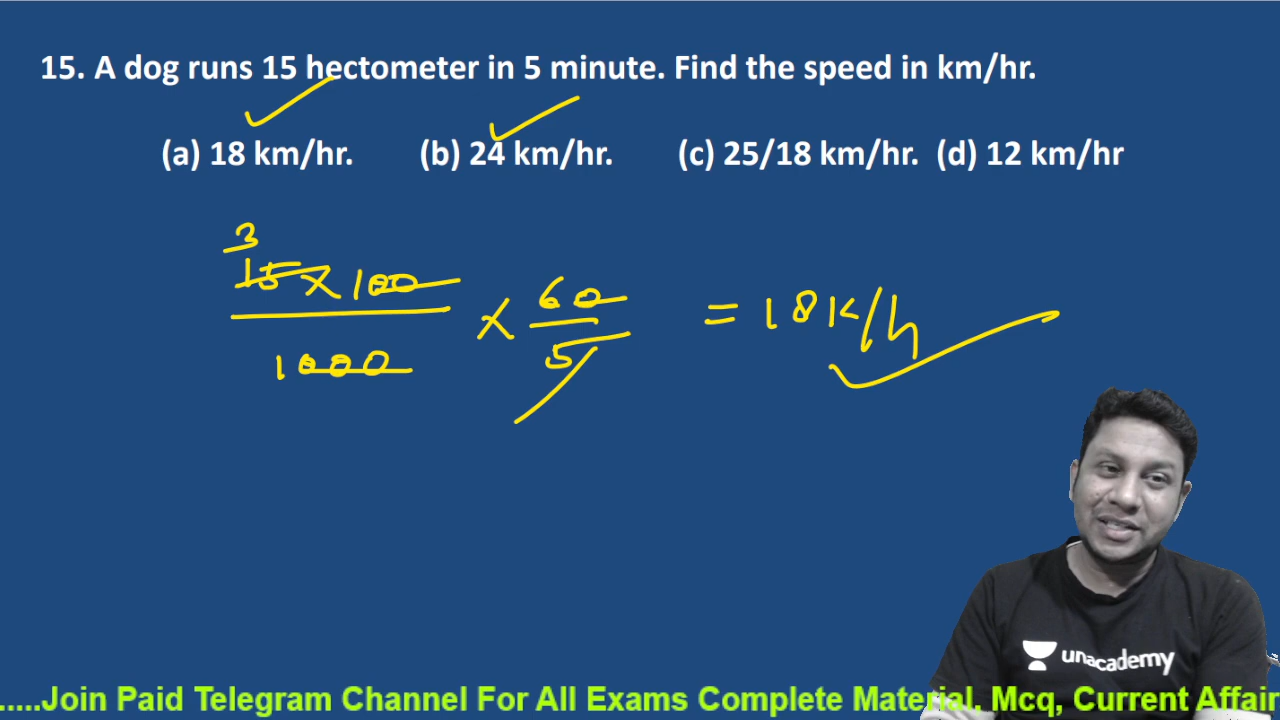 15. A dog runs 15 hectometer in 5 minute. Find the speed in km/hr.
(a) 18 km/hr. (b) 24 km/hr. (c) 25/18 km/hr. (d) 12 km/hr
3
15 × 100
1000
× 60
5
= 18 K/h
unacademy
.....Join Paid Telegram Channel For All Exams Complete Material, Mcq, Current Affair